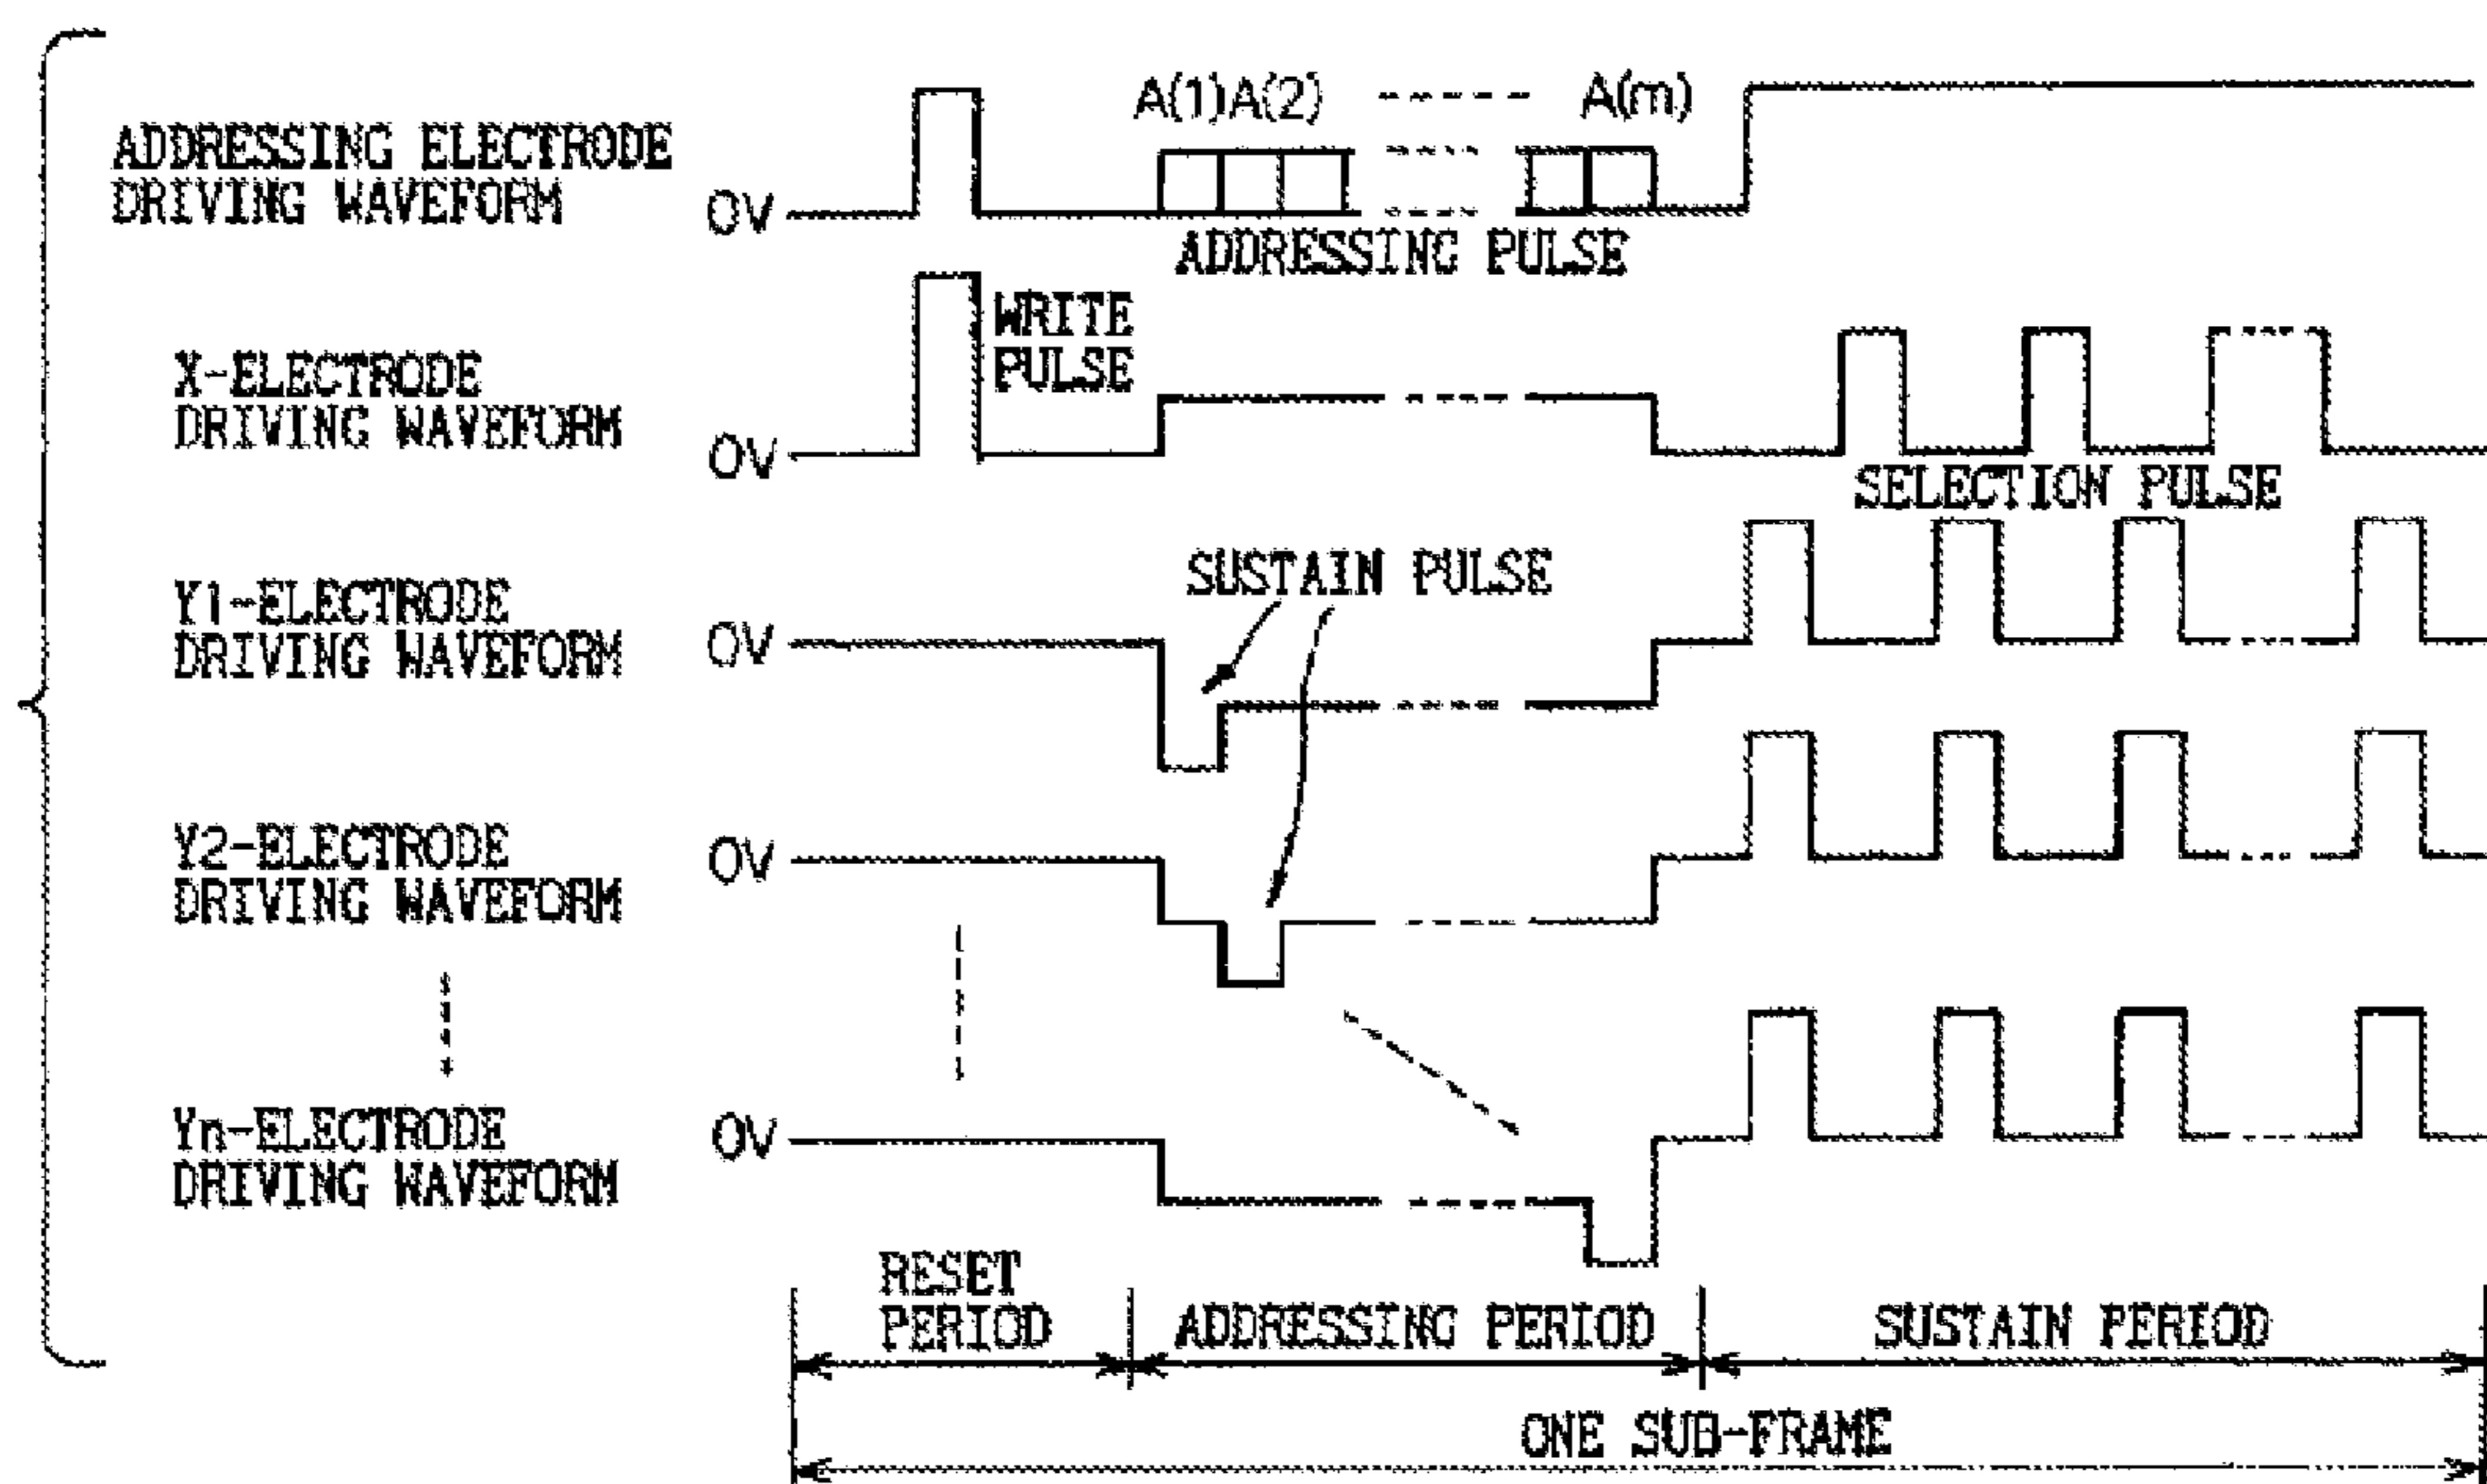 A(1)A(2) ----- A(m)
ADDRESSING ELECTRODE
DRIVING WAVEFORM
0V
ADDRESSING PULSE
WRITE
PULSE
X-ELECTRODE
DRIVING WAVEFORM
0V
SELECTION PULSE
SUSTAIN PULSE
Y1-ELECTRODE
DRIVING WAVEFORM
0V
Y2-ELECTRODE
DRIVING WAVEFORM
0V
Yn-ELECTRODE
DRIVING WAVEFORM
0V
RESET
PERIOD
ADDRESSING PERIOD
SUSTAIN PERIOD
ONE SUB-FRAME